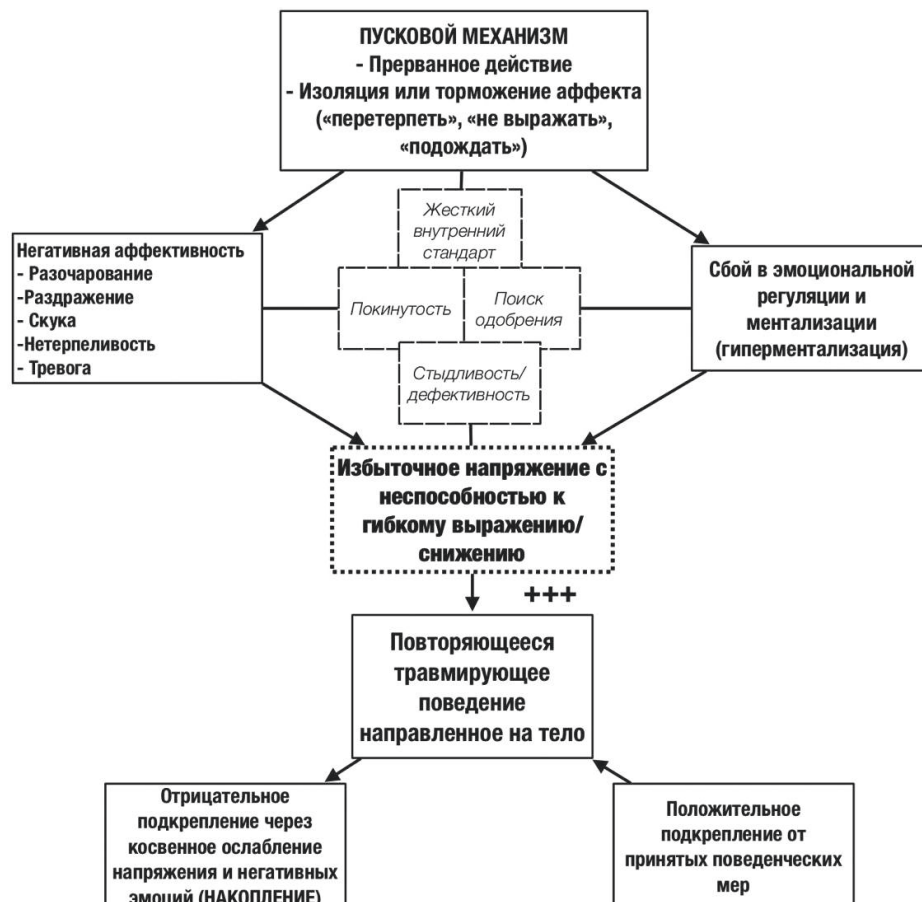 ПУСКОВОЙ МЕХАНИЗМ
- Прерванное действие
- Изоляция или торможение аффекта
(«перетерпеть», «не выражать»,
«подождать»)
Жесткий
внутренний
стандарт
Негативная аффективность
- Разочарование
-Раздражение
- Скука
-Нетерпеливость
- Тревога
Покинутость
Поиск
одобрения
Сбой в эмоциональной
регуляции и
ментализации
(гиперментализация)
Стыдливость/
дефективность
Избыточное напряжение с
неспособностью к
гибкому выражению/
снижению
+++
Повторяющееся
травмирующее
поведение
направленное на тело
Отрицательное
подкрепление через
косвенное ослабление
напряжения и негативных
эмоций (НАКОПЛЕНИЕ)
Положительное
подкрепление от
принятых поведенческих
мер